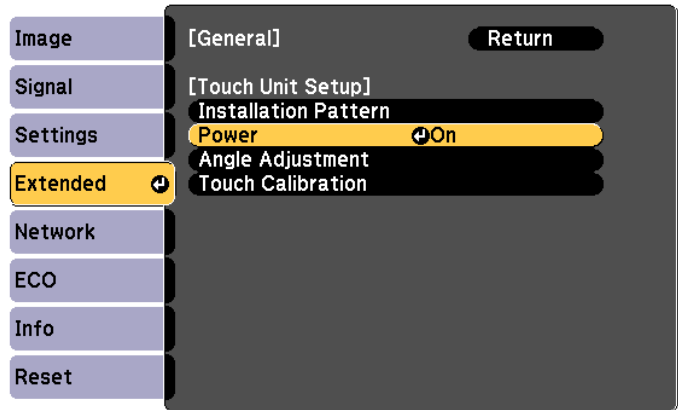 Image
Signal
Settings
Extended
Network
ECO
Info
Reset
[General] Return
[Touch Unit Setup]
Installation Pattern
Power On
Angle Adjustment
Touch Calibration